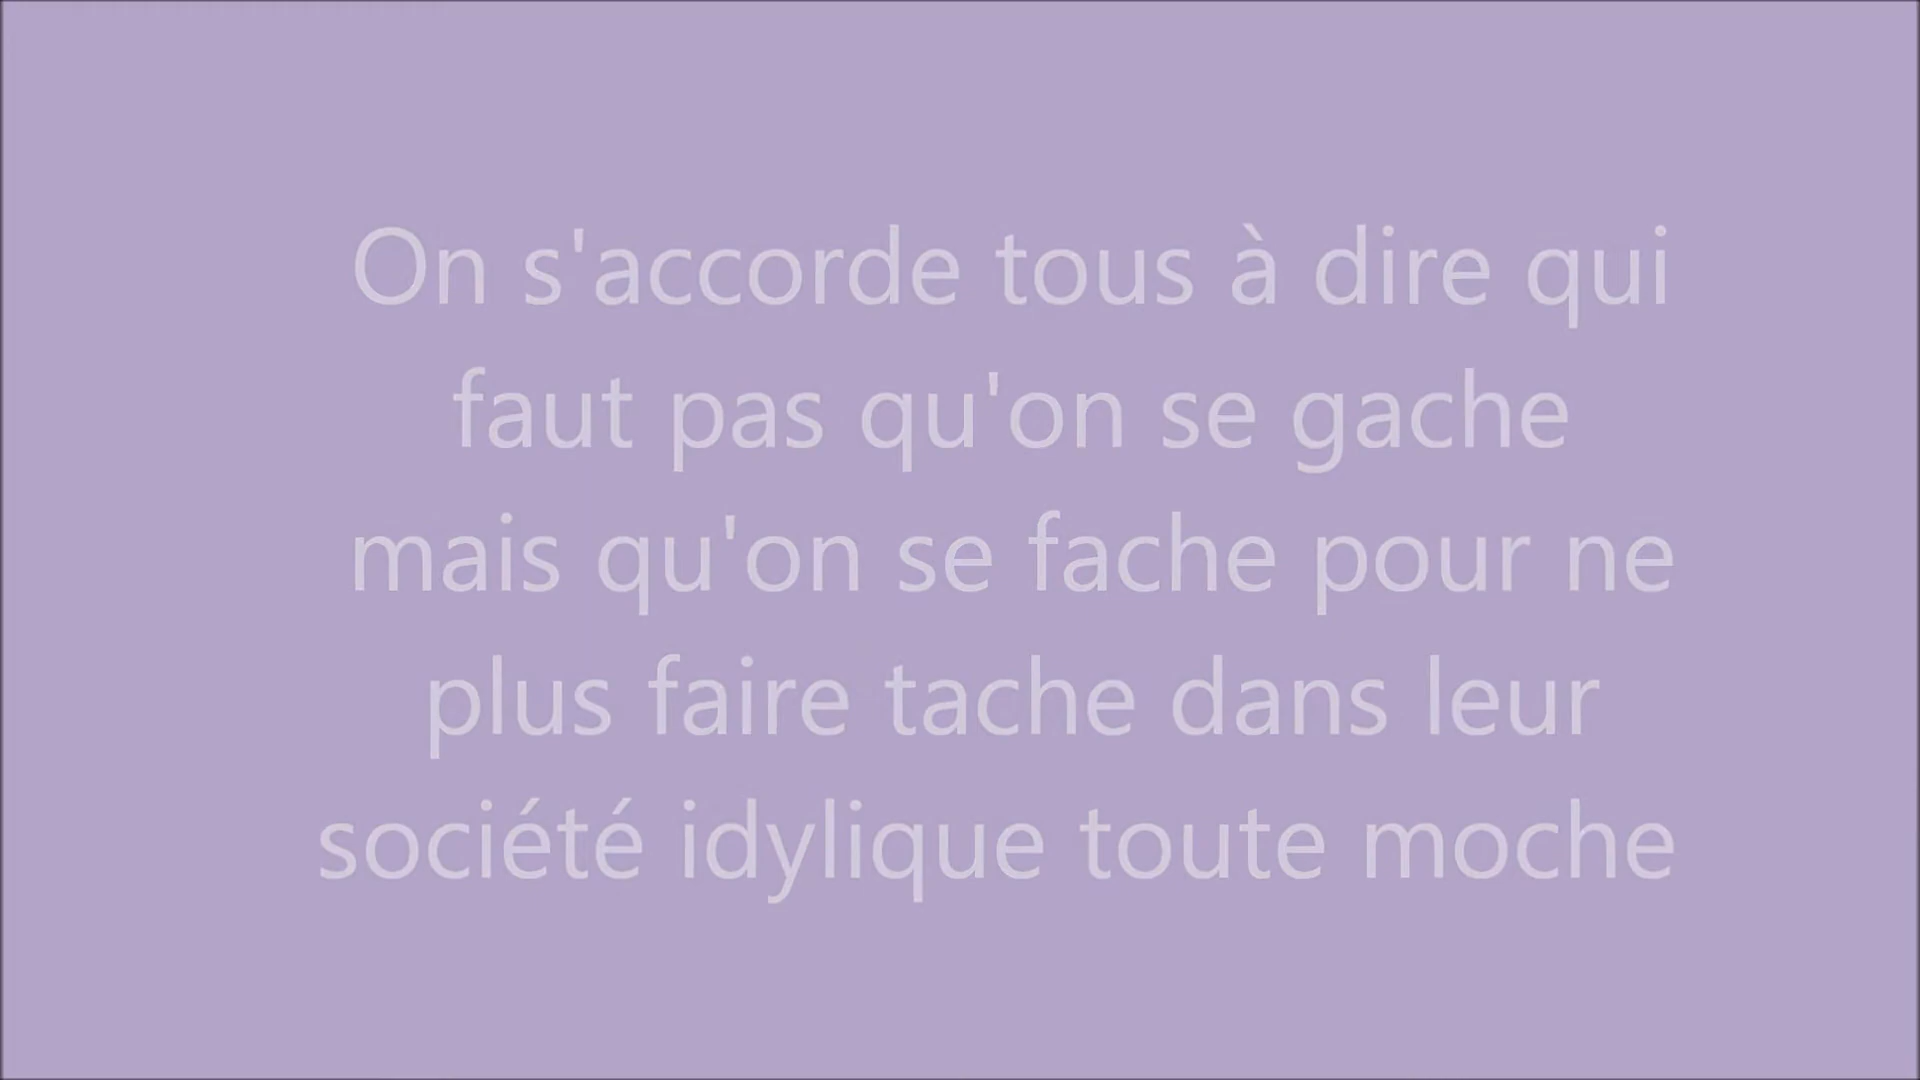 On s'accorde tous à dire qui
faut pas qu'on se gache
mais qu'on se fache pour ne
plus faire tache dans leur
société idylique toute moche